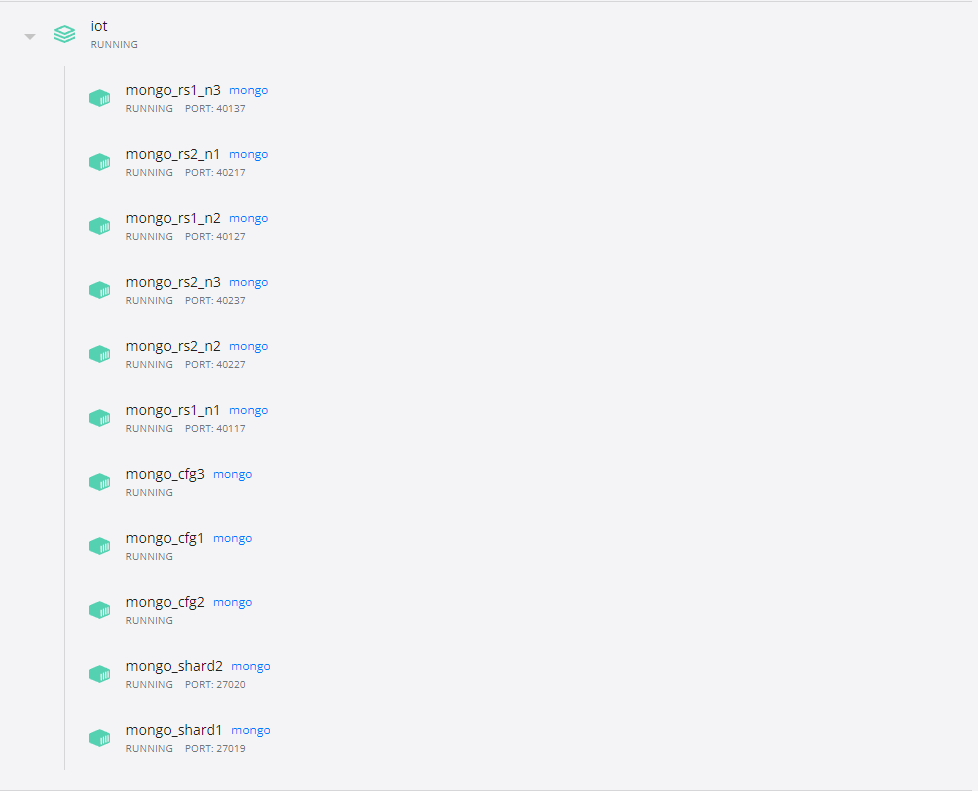 iot
RUNNING
mongo_rs1_n3 mongo
RUNNING PORT: 40137
mongo_rs2_n1 mongo
RUNNING PORT: 40217
mongo_rs1_n2 mongo
RUNNING PORT: 40127
mongo_rs2_n3 mongo
RUNNING PORT: 40237
mongo_rs2_n2 mongo
RUNNING PORT: 40227
mongo_rs1_n1 mongo
RUNNING PORT: 40117
mongo_cfg3 mongo
RUNNING
mongo_cfg1 mongo
RUNNING
mongo_cfg2 mongo
RUNNING
mongo_shard2 mongo
RUNNING PORT: 27020
mongo_shard1 mongo
RUNNING PORT: 27019